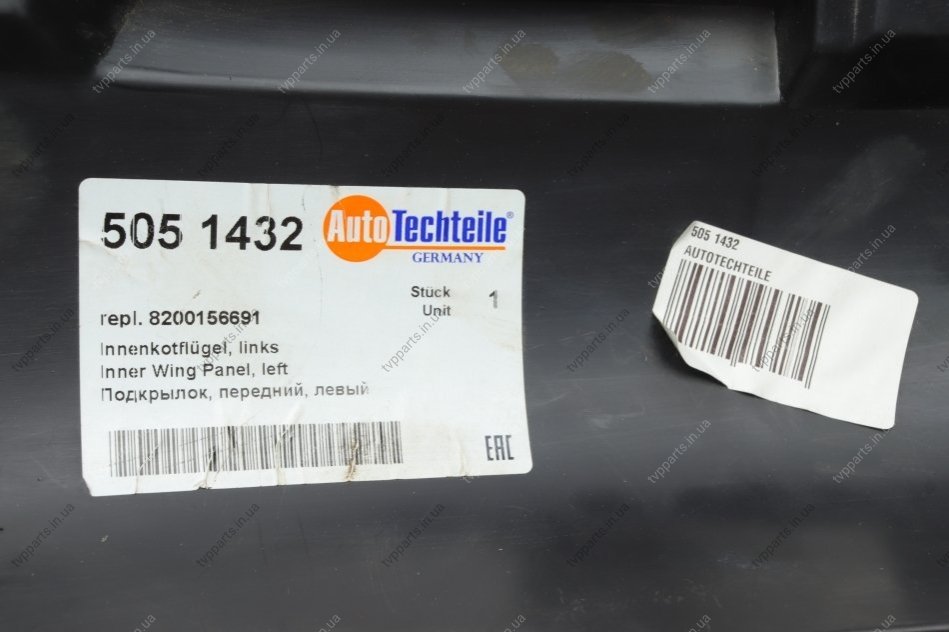 505 1432
AutoTechteile®
GERMANY
Stück 1
Unit
repl. 8200156691
Innenkotflügel, links
Inner Wing Panel, left
Подкрылок, передний, левый
EAC
505 1432
AUTOTECHTEILE
tvpparts.in.ua